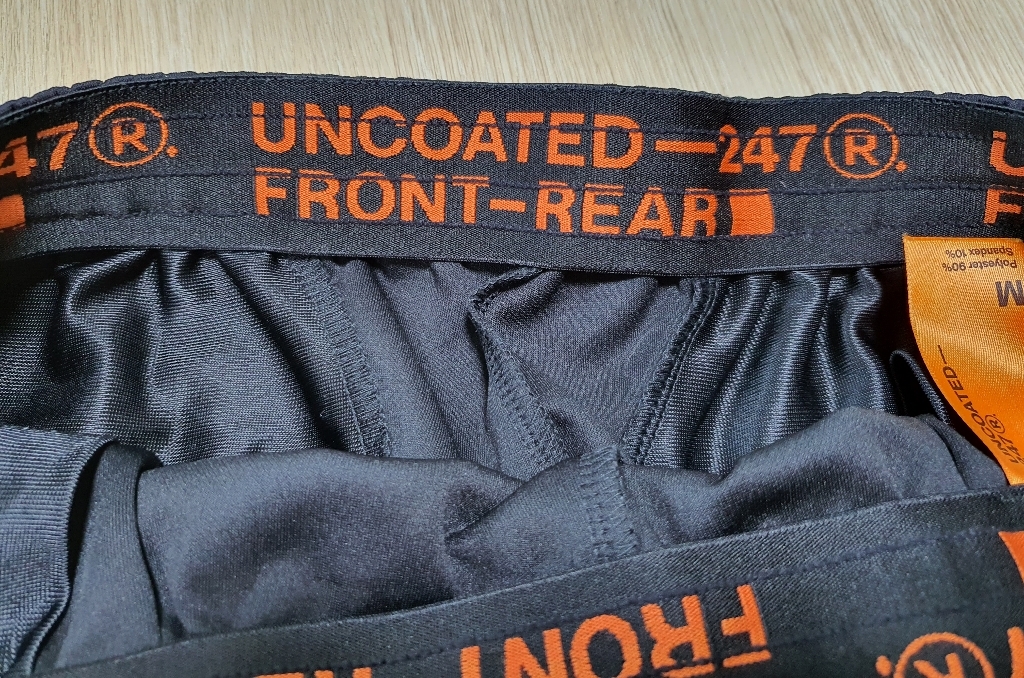 47®.
UNCOATED—247®.
FRONT-REAR
Polyester 90%
Spandex 10%
M
UNCOATED—
247®.
FRONT
®